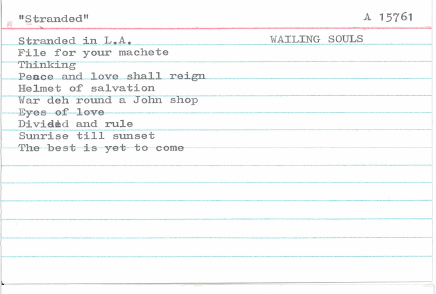 "Stranded" A 15761
Stranded in L.A. WAILING SOULS
File for your machete
Thinking
Peace and love shall reign
Helmet of salvation
War deh round a John shop
Eyes of love
Divided and rule
Sunrise till sunset
The best is yet to come